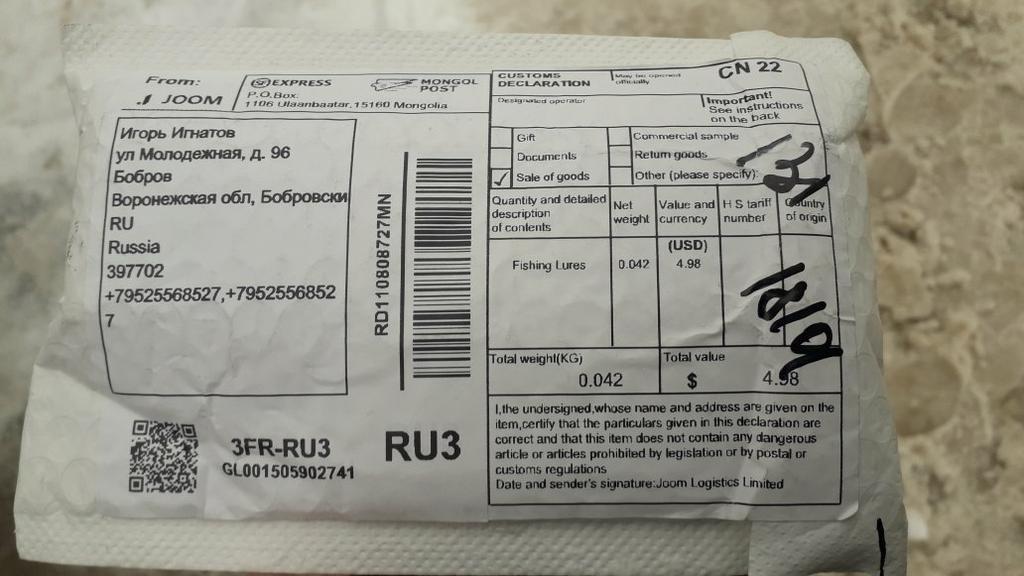 From:
JOOM
EXPRESS
MONGOL POST
P.O.Box:
1106 Ulaanbaatar, 15160 Mongolia
Игорь Игнатов
ул Молодежная, д. 96
Бобров
Воронежская обл, Бобровски
RU
Russia
397702
+79525568527,+7952556852
7
RD110808727MN
3FR-RU3
GL001505902741
RU3
CUSTOMS DECLARATION
May be opened officially
CN 22
Designated operator
Important!
See instructions
on the back
Gift
Commercial sample
Documents
Return goods
✓ Sale of goods
Other (please specify):
Quantity and detailed description of contents
Net weight
Value and currency
H S tariff number
Country of origin
(USD)
Fishing Lures 0.042 4.98
Total weight(KG)
0.042
Total value
$ 4.98
I,the undersigned,whose name and address are given on the
item,certify that the particulars given in this declaration are
correct and that this item does not contain any dangerous
article or articles prohibited by legislation or by postal or
customs regulations
Date and sender's signature:Joom Logistics Limited